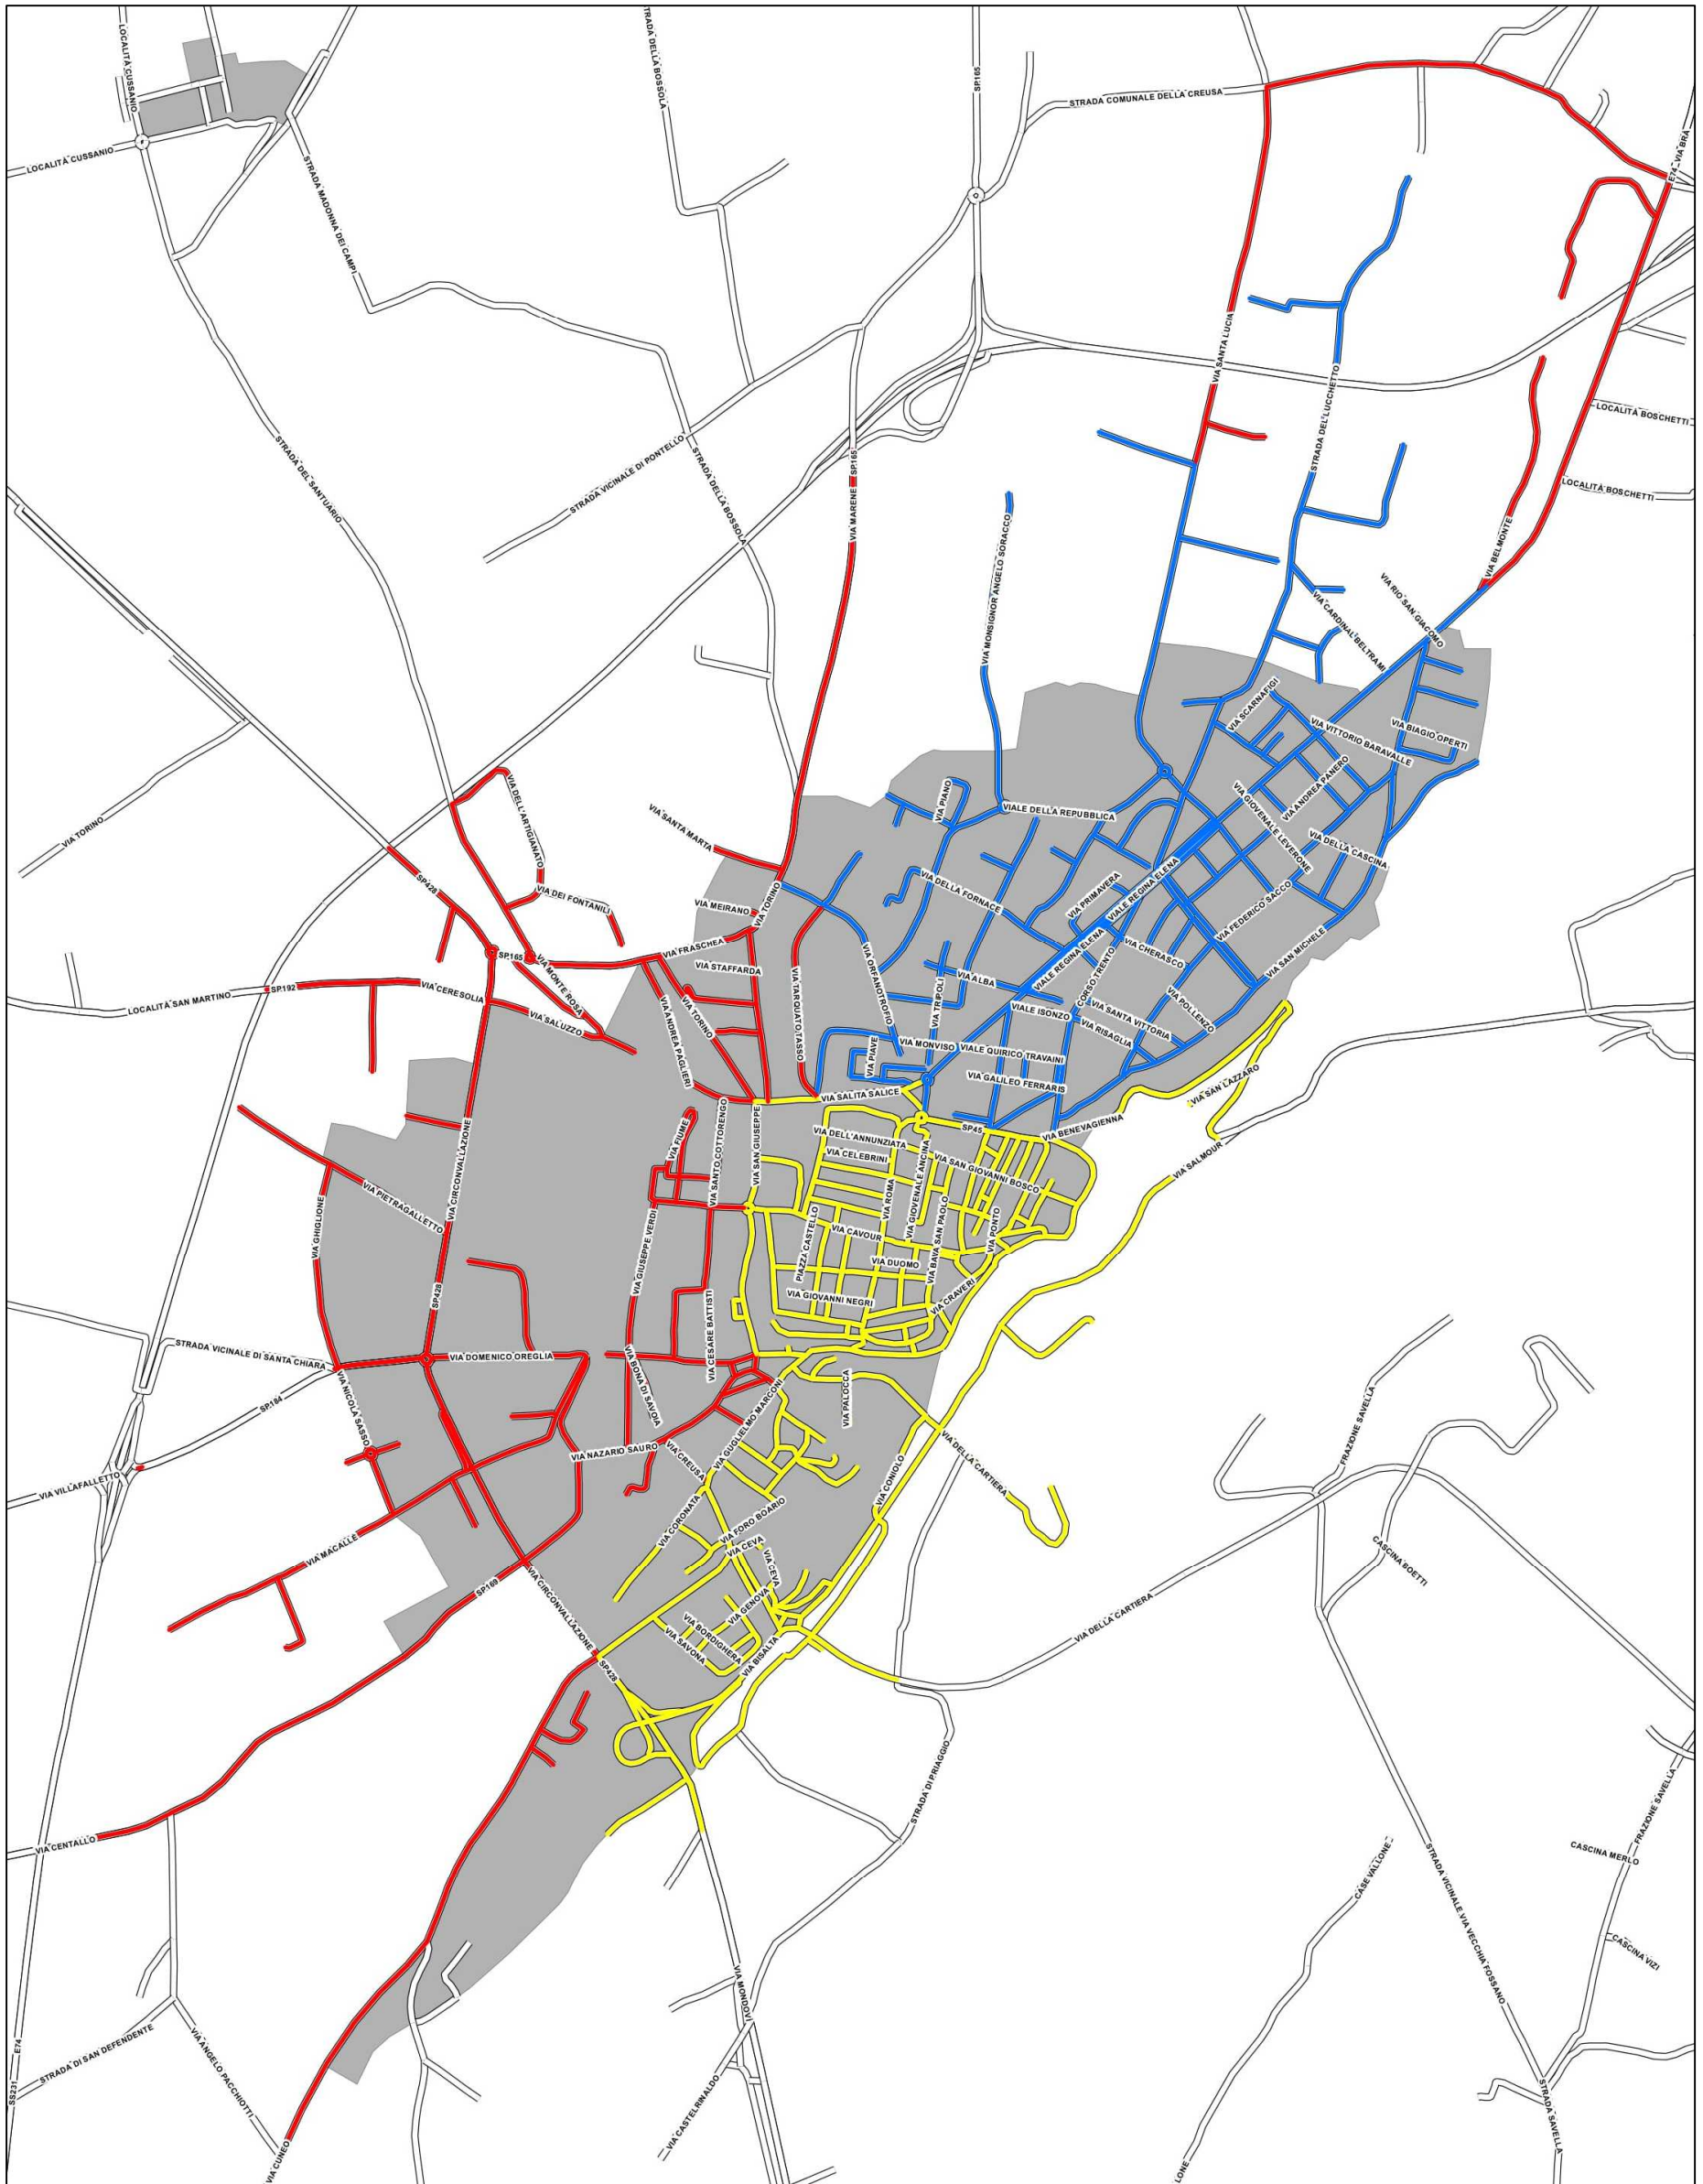 LOCALITÀ CUSSANIO
STRADA DELLA BOSSOLA
SP165
STRADA COMUNALE DELLA CREUSA
E74
VIA BRA
LOCALITÀ CUSSANIO
STRADA MADONNA DEI CAMPI
VIA SANTA LUCIA
STRADA DEL LUCCHETTO
LOCALITÀ BOSCHETTI
STRADA DEL SANTUARIO
STRADA VICINALE DI PONTELLO
STRADA DELLA BOSSOLA
SP165
VIA MARENE
LOCALITÀ BOSCHETTI
VIA BELMONTE
VIA MONSIGNOR ANGELO SORACCO
VIA CARDINAL BELTRAMI
VIA RIO SAN GIACOMO
VIA SCARNAFIGI
VIA VITTORIO BARAVALLE
VIA BIAGIO OPERTI
VIA TORINO
VIA DELL'ARTIGIANATO
VIA SANTA MARTA
VIA PIANO
VIALE DELLA REPUBBLICA
VIA GIOVENALE LEVERONE
VIA ANDREA PANERO
VIA DELLA CASCINA
SP428
VIA DEI FONTANILI
VIA MEIRANO
VIA TORINO
VIA DELLA FORNACE
VIA PRIMAVERA
VIALE REGINA ELENA
VIA FEDERICO SACCO
SP165
VIA MONTE ROSA
VIA FRASCHEA
VIA STAFFARDA
VIA ORFANOTROFIO
VIALE REGINA ELENA
VIA CHERASCO
VIA SAN MICHELE
LOCALITÀ SAN MARTINO
SP192
VIA CERESOLIA
VIA SALUZZO
VIA ANDREA PAGLIERI
VIA TORINO
VIA TARQUATO TASSO
VIA TRIPOLI
VIA ALBA
CORSO TRENTO
VIALE ISONZO
VIA SANTA VITTORIA
VIA POLLENZO
VIA RISAGLIA
VIA MONVISO
VIALE QUIRICO TRAVAINI
VIA PIAVE
VIA GALILEO FERRARIS
VIA SALITA SALICE
VIA SAN LAZZARO
VIA CIRCONVALLAZIONE
VIA FIUME
VIA SANTO COTTORENGO
VIA SAN GIUSEPPE
VIA DELL'ANNUNZIATA
SP45
VIA BENEVAGIENNA
VIA CELEBRINI
VIA GIOVENALE ANCINA
VIA SAN GIOVANNI BOSCO
VIA SALMOUR
VIA PIETRAGALLETTO
VIA GHIGLIONE
VIA GIUSEPPE VERDI
PIAZZA CASTELLO
VIA ROMA
VIA CAVOUR
VIA BAVA SAN PAOLO
VIA PONTO
VIA DUOMO
SP428
VIA CESARE BATTISTI
VIA GIOVANNI NEGRI
VIA CRAVERI
STRADA VICINALE DI SANTA CHIARA
VIA DOMENICO OREGLIA
VIA BONA DI SAVOIA
VIA PALOCCA
SP184
VIA NICOLA SASSO
VIA GUGLIELMO MARCONI
FRAZIONE SAVELLA
VIA NAZARIO SAURO
VIA CREUSA
VIA DELLA CARTIERA
VIA VILLAFALLETTO
VIA CORONATA
VIA CONIOLO
VIA FORO BOARIO
VIA MACALLE
VIA CEVA
VIA CEVA
CASCINA BOETTI
SP169
VIA CIRCONVALLAZIONE
VIA GENOVA
VIA BORDIGHERA
VIA SAVONA
VIA BISALTA
VIA DELLA CARTIERA
SP428
STRADA DI PRIAGGIO
FRAZIONE SAVELLA
VIA CENTALLO
CASE VALLONE
CASCINA MERLO
STRADA VICINALE VIA VECCHIA FOSSANO
CASCINA VIZI
VIA MONDOVI
E74
STRADA DI SAN DEFENDENTE
VIA ANGELO PACCHIOTTI
SS231
VIA CASTELRINALDO
STRADA SAVELLA
VIA CUNEO
LONE